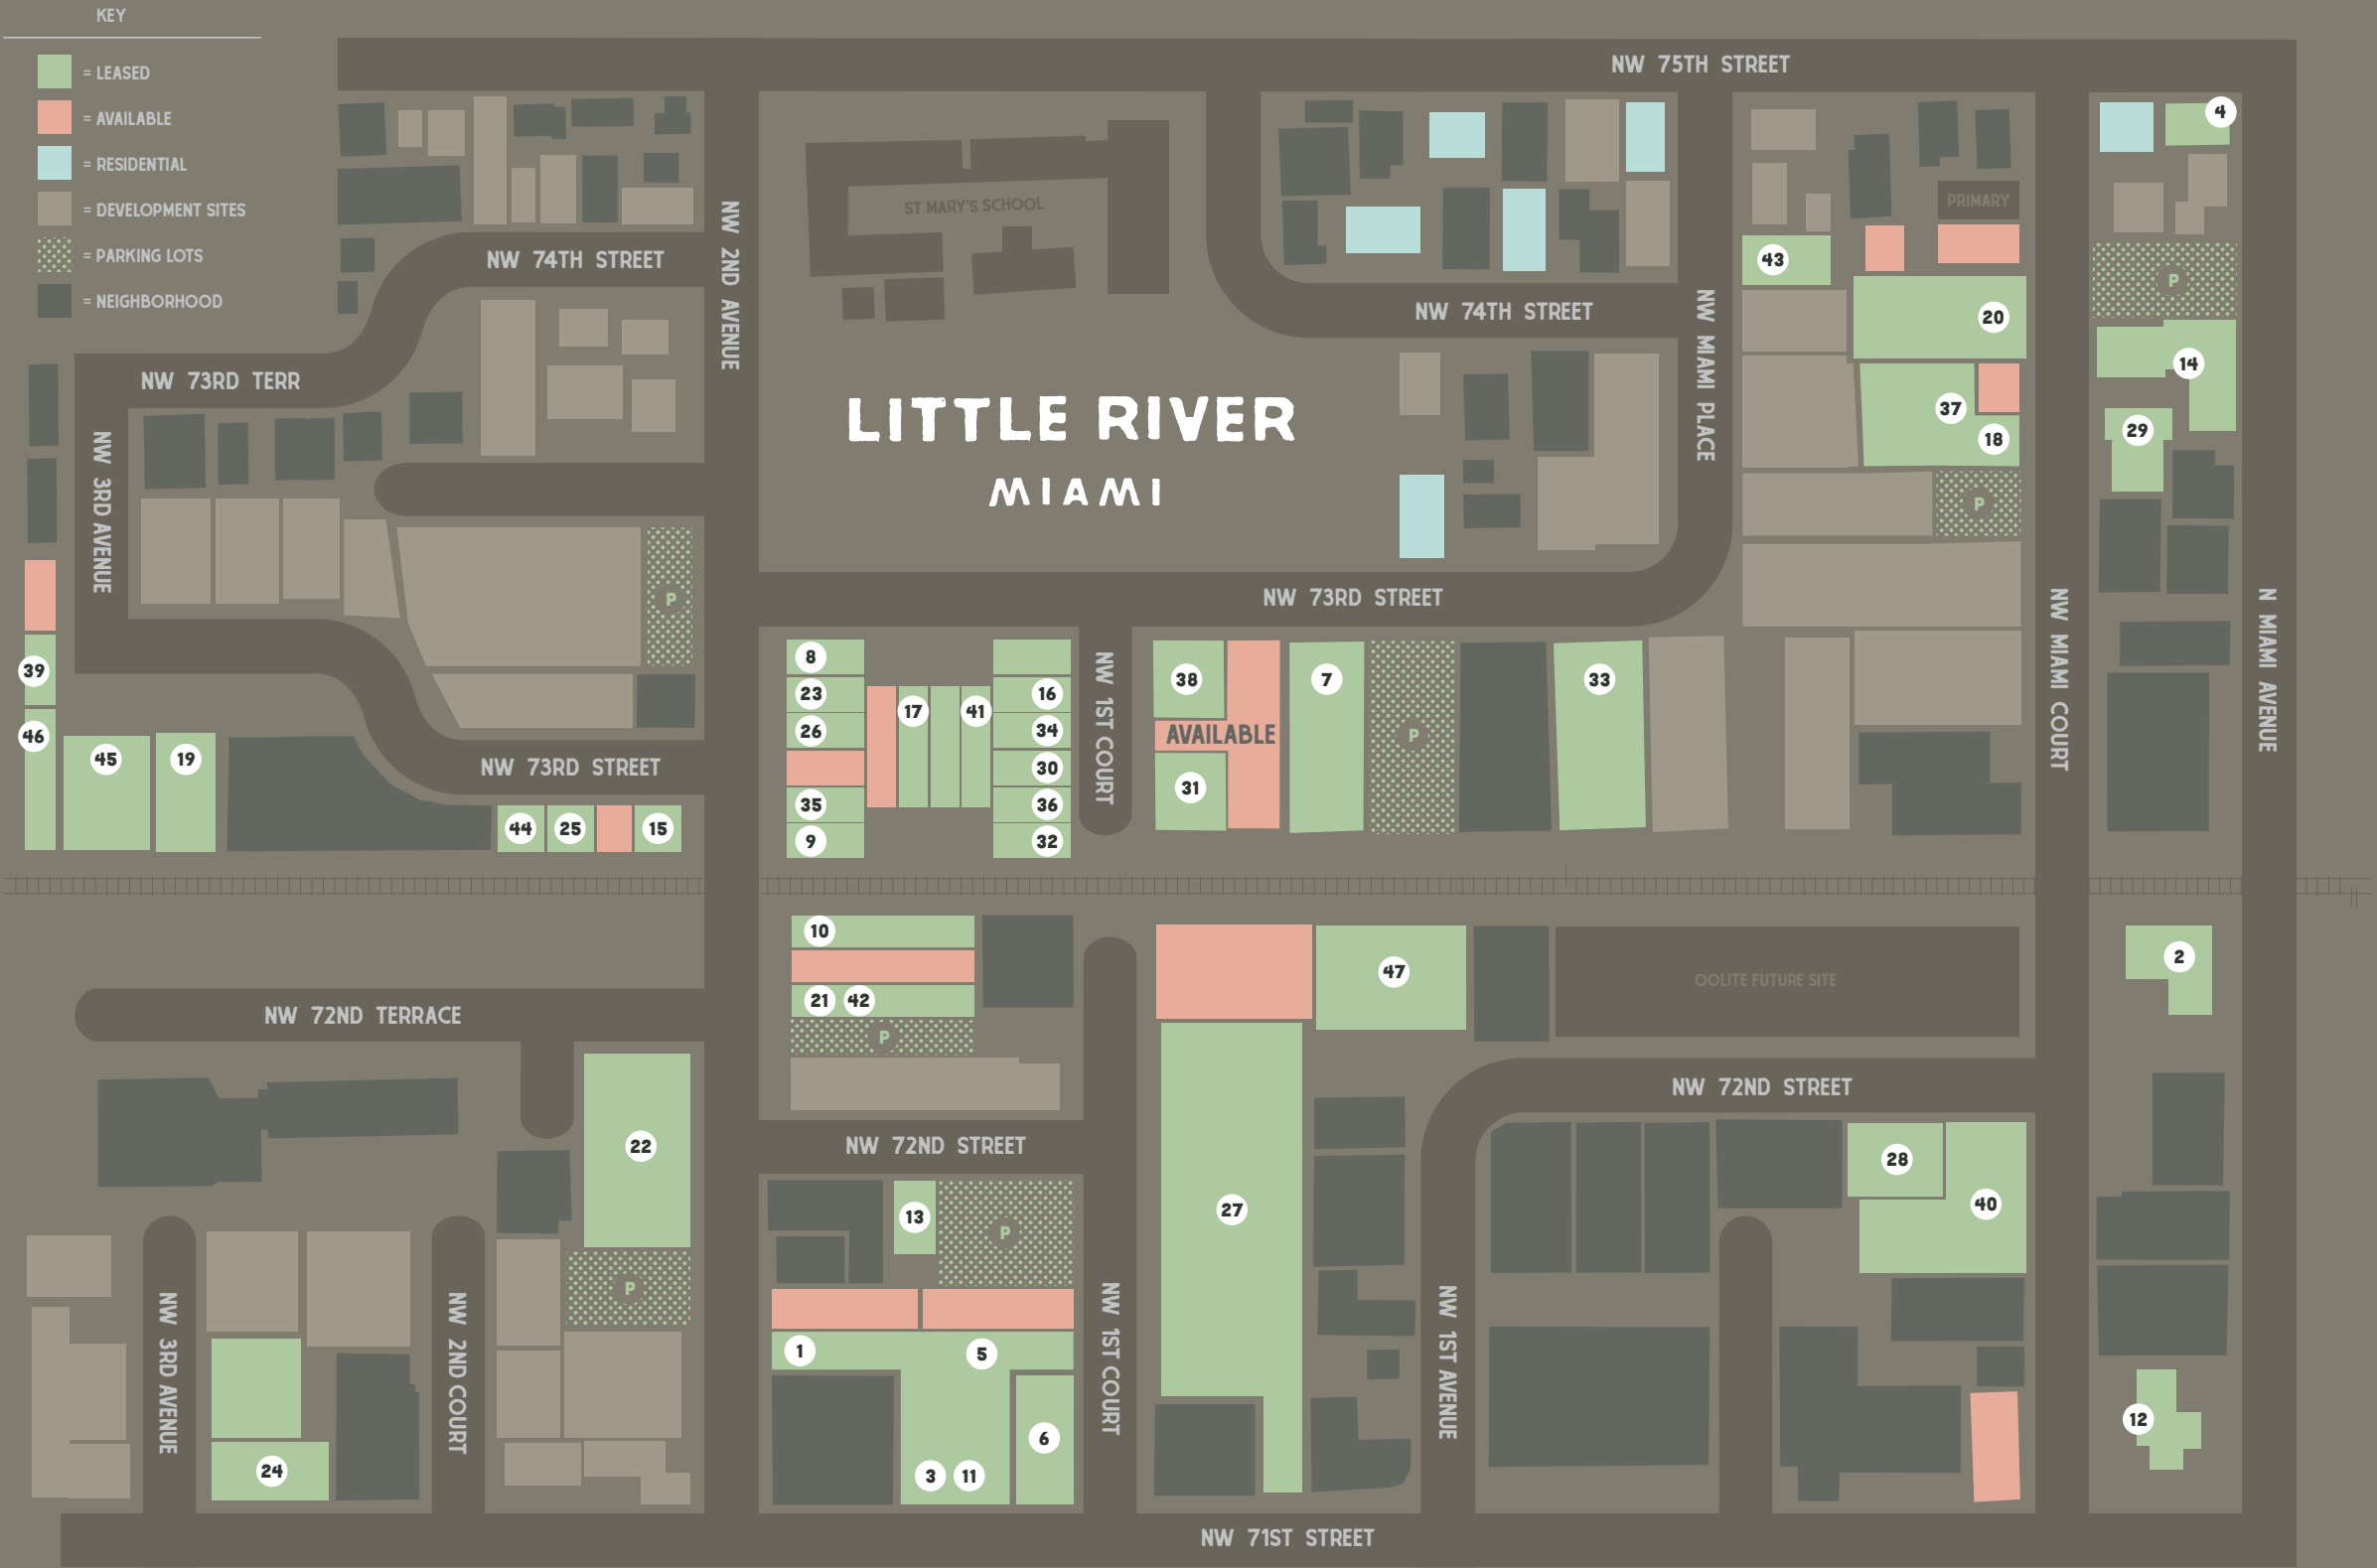 KEY
= LEASED
= AVAILABLE
= RESIDENTIAL
= DEVELOPMENT SITES
= PARKING LOTS
= NEIGHBORHOOD
NW 75TH STREET
4
ST MARY'S SCHOOL
PRIMARY
NW 74TH STREET
NW 2ND AVENUE
43
P
NW 74TH STREET
NW MIAMI PLACE
20
NW 73RD TERR
14
LITTLE RIVER
MIAMI
37
18
29
NW 3RD AVENUE
P
P
NW 73RD STREET
NW MIAMI COURT
N MIAMI AVENUE
39
46
45
19
NW 73RD STREET
44
25
15
8
23
26
35
9
17
41
16
34
30
36
32
NW 1ST COURT
38
AVAILABLE
31
7
P
33
10
21
42
P
47
OOLITE FUTURE SITE
2
NW 72ND TERRACE
22
P
NW 72ND STREET
NW 72ND STREET
13
P
27
28
40
NW 3RD AVENUE
NW 2ND COURT
NW 1ST COURT
NW 1ST AVENUE
1
5
6
3
11
24
12
NW 71ST STREET